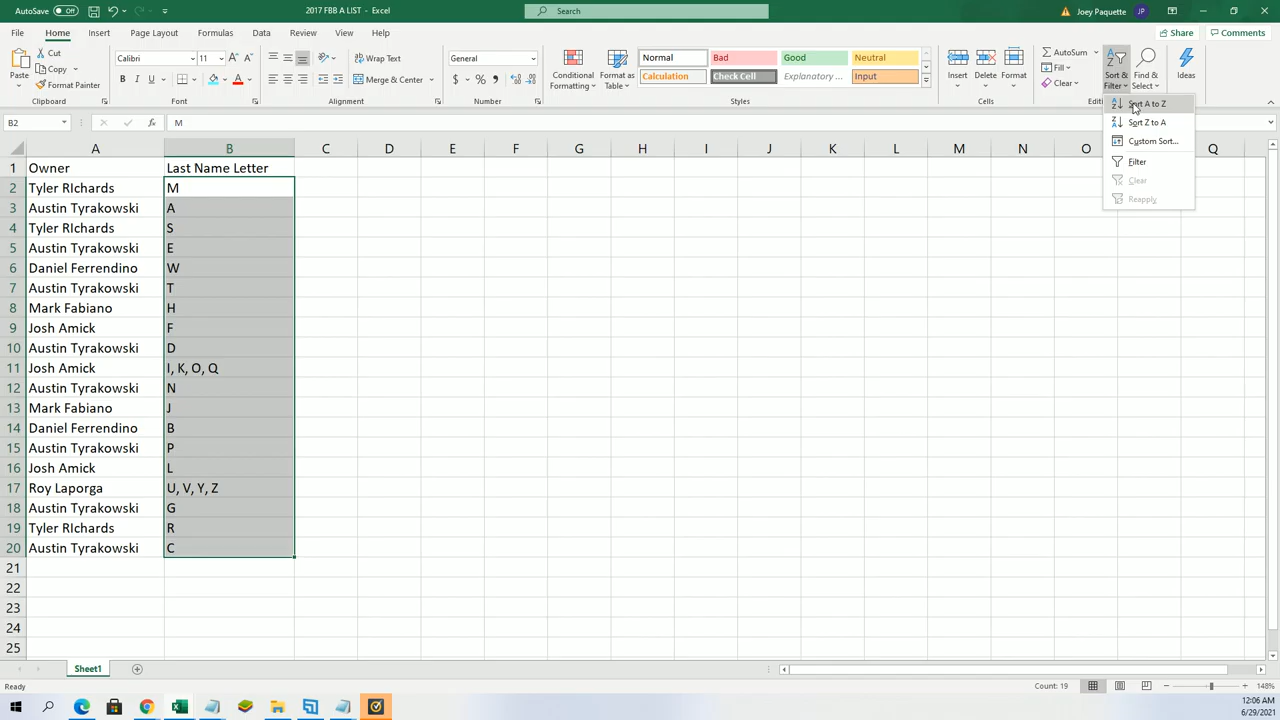 AutoSave Off 2017 FBB A LIST - Excel Search Joey Paquette JP
File Home Insert Page Layout Formulas Data Review View Help Share Comments
Paste Cut Copy Format Painter Clipboard
Calibri 11 B I U A Font
Wrap Text Merge & Center Alignment
General $ % Number
Conditional Formatting Format as Table
Normal Bad Good Neutral
Calculation Check Cell Explanatory ... Input
Styles
Insert Delete Format Cells
AutoSum Fill Clear Sort & Filter Find & Select Ideas
Sort A to Z
Sort Z to A
Custom Sort...
Filter
Clear
Reapply
B2 fx M
A B C D E F G H I J K L M N O P Q
1 Owner Last Name Letter
2 Tyler RIchards M
3 Austin Tyrakowski A
4 Tyler RIchards S
5 Austin Tyrakowski E
6 Daniel Ferrendino W
7 Austin Tyrakowski T
8 Mark Fabiano H
9 Josh Amick F
10 Austin Tyrakowski D
11 Josh Amick I, K, O, Q
12 Austin Tyrakowski N
13 Mark Fabiano J
14 Daniel Ferrendino B
15 Austin Tyrakowski P
16 Josh Amick L
17 Roy Laporga U, V, Y, Z
18 Austin Tyrakowski G
19 Tyler RIchards R
20 Austin Tyrakowski C
21
22
23
24
25
Sheet1
Ready Count: 19 148%
12:06 AM
6/29/2021